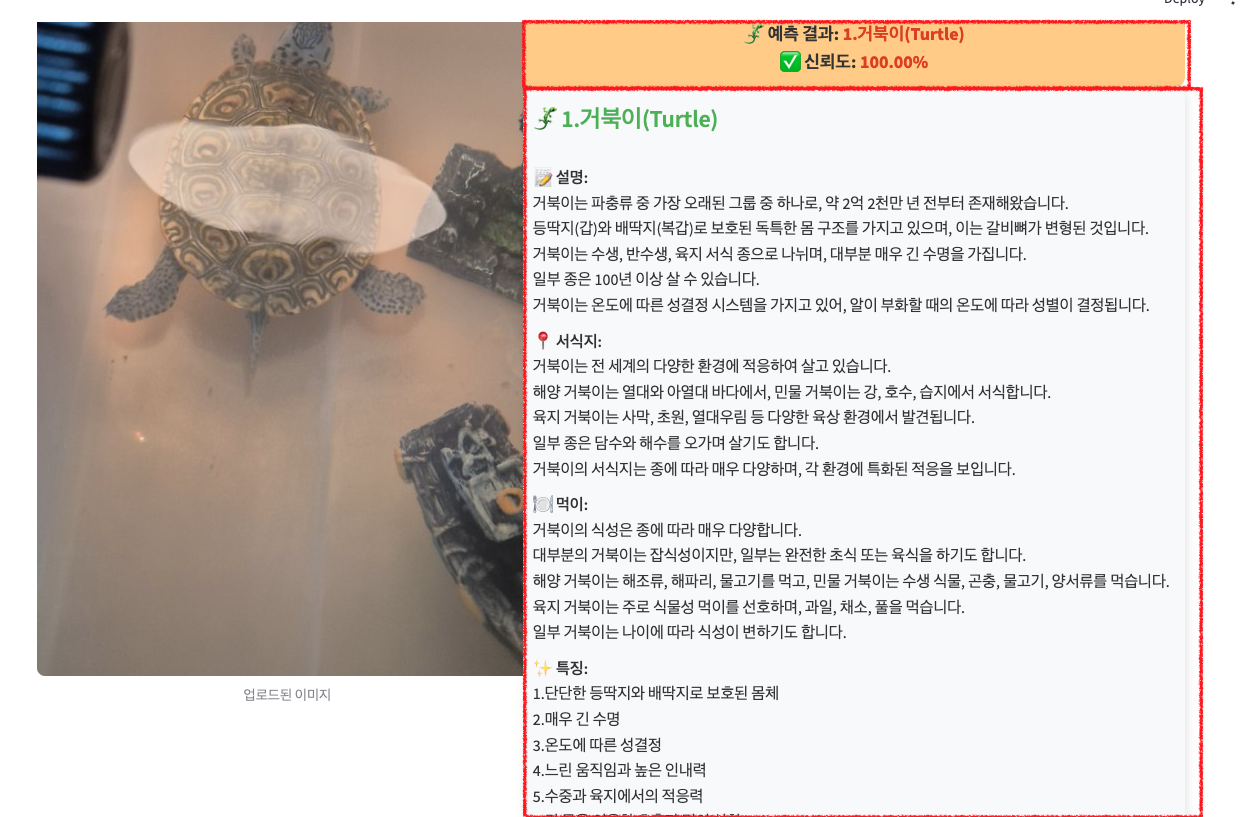 Deploy
예측 결과: 1.거북이(Turtle)
신뢰도: 100.00%
1.거북이(Turtle)
설명:
거북이는 파충류 중 가장 오래된 그룹 중 하나로, 약 2억 2천만 년 전부터 존재해왔습니다.
등딱지(갑)와 배딱지(복갑)로 보호된 독특한 몸 구조를 가지고 있으며, 이는 갈비뼈가 변형된 것입니다.
거북이는 수생, 반수생, 육지 서식 종으로 나뉘며, 대부분 매우 긴 수명을 가집니다.
일부 종은 100년 이상 살 수 있습니다.
거북이는 온도에 따른 성결정 시스템을 가지고 있어, 알이 부화할 때의 온도에 따라 성별이 결정됩니다.
서식지:
거북이는 전 세계의 다양한 환경에 적응하여 살고 있습니다.
해양 거북이는 열대와 아열대 바다에서, 민물 거북이는 강, 호수, 습지에서 서식합니다.
육지 거북이는 사막, 초원, 열대우림 등 다양한 육상 환경에서 발견됩니다.
일부 종은 담수와 해수를 오가며 살기도 합니다.
거북이의 서식지는 종에 따라 매우 다양하며, 각 환경에 특화된 적응을 보입니다.
먹이:
거북이의 식성은 종에 따라 매우 다양합니다.
대부분의 거북이는 잡식성이지만, 일부는 완전한 초식 또는 육식을 하기도 합니다.
해양 거북이는 해조류, 해파리, 물고기를 먹고, 민물 거북이는 수생 식물, 곤충, 물고기, 양서류를 먹습니다.
육지 거북이는 주로 식물성 먹이를 선호하며, 과일, 채소, 풀을 먹습니다.
일부 거북이는 나이에 따라 식성이 변하기도 합니다.
특징:
1.단단한 등딱지와 배딱지로 보호된 몸체
2.매우 긴 수명
3.온도에 따른 성결정
4.느린 움직임과 높은 인내력
5.수중과 육지에서의 적응력
업로드된 이미지